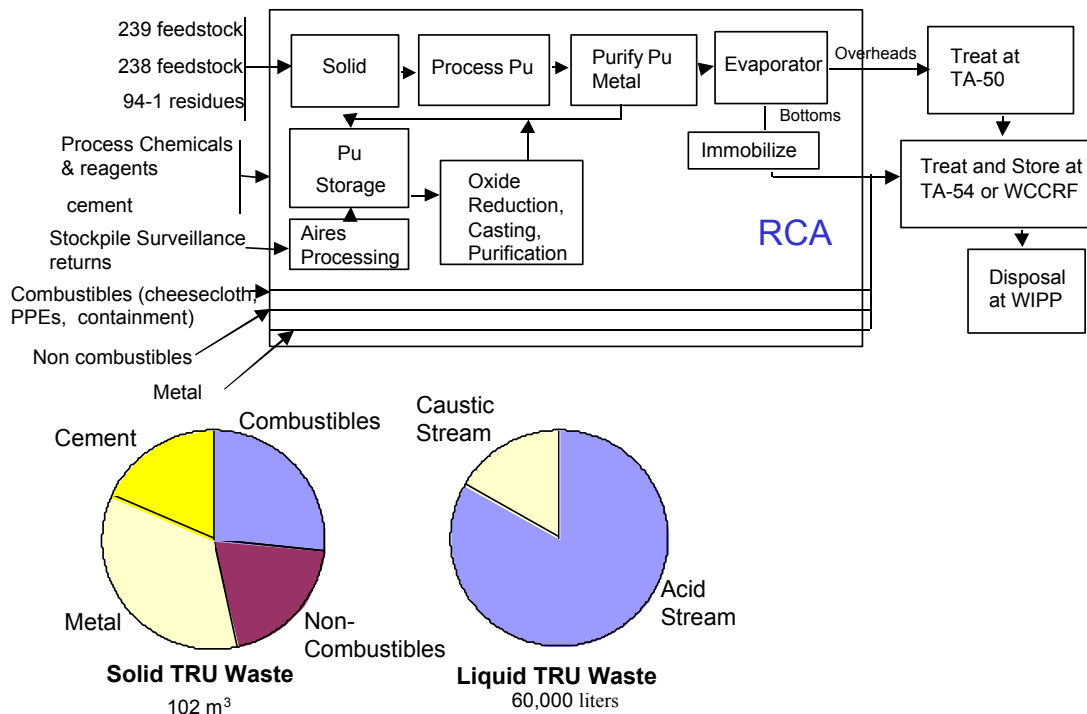 239 feedstock
238 feedstock
94-1 residues
Process Chemicals
& reagents
cement
Stockpile Surveillance
returns
Combustibles (cheesecloth,
PPEs, containment)
Non combustibles
Metal
Solid
Process Pu
Purify Pu
Metal
Evaporator
Overheads
Treat at
TA-50
Bottoms
Immobilize
Treat and Store at
TA-54 or WCCRF
Pu
Storage
Oxide
Reduction,
Casting,
Purification
Aires
Processing
RCA
Disposal
at WIPP
Cement
Combustibles
Metal
Non-
Combustibles
Solid TRU Waste
102 m³
Caustic
Stream
Acid
Stream
Liquid TRU Waste
60,000 liters